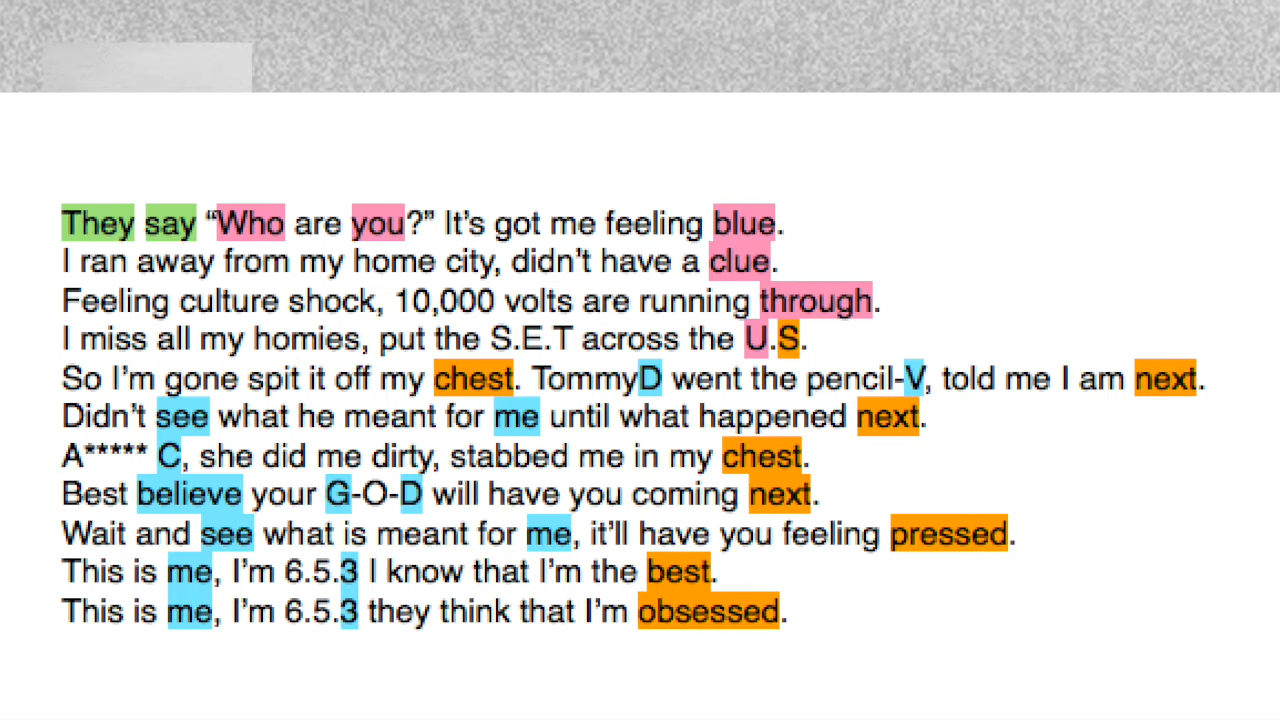 They say “Who are you?” It’s got me feeling blue.
I ran away from my home city, didn’t have a clue.
Feeling culture shock, 10,000 volts are running through.
I miss all my homies, put the S.E.T across the U.S.
So I’m gone spit it off my chest. TommyD went the pencil-V, told me I am next.
Didn’t see what he meant for me until what happened next.
A***** C, she did me dirty, stabbed me in my chest.
Best believe your G-O-D will have you coming next.
Wait and see what is meant for me, it’ll have you feeling pressed.
This is me, I’m 6.5.3 I know that I’m the best.
This is me, I’m 6.5.3 they think that I’m obsessed.